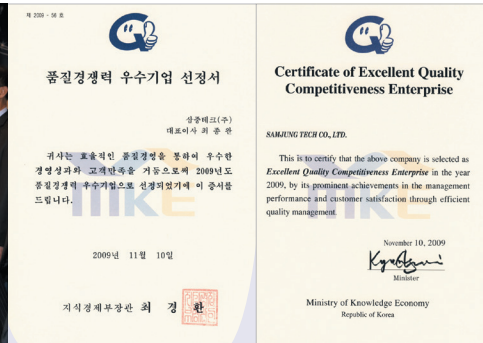 제 2009 - 56 호
품질경쟁력 우수기업 선정서
삼중테크(주)
대표이사 최 종 관
귀사는 효율적인 품질경영을 통하여 우수한
경영성과와 고객만족을 거둠으로써 2009년도
품질경쟁력 우수기업으로 선정되었기에 이 증서를
드립니다.
MKE
2009년 11월 10일
지식경제부장관 최 경 환
Certificate of Excellent Quality
Competitiveness Enterprise
SAMJUNG TECH CO., LTD.
This is to certify that the above company is selected as
Excellent Quality Competitiveness Enterprise in the year
2009, by its prominent achievements in the management
performance and customer satisfaction through efficient
quality management.
MKE
November 10, 2009
Minister
Ministry of Knowledge Economy
Republic of Korea